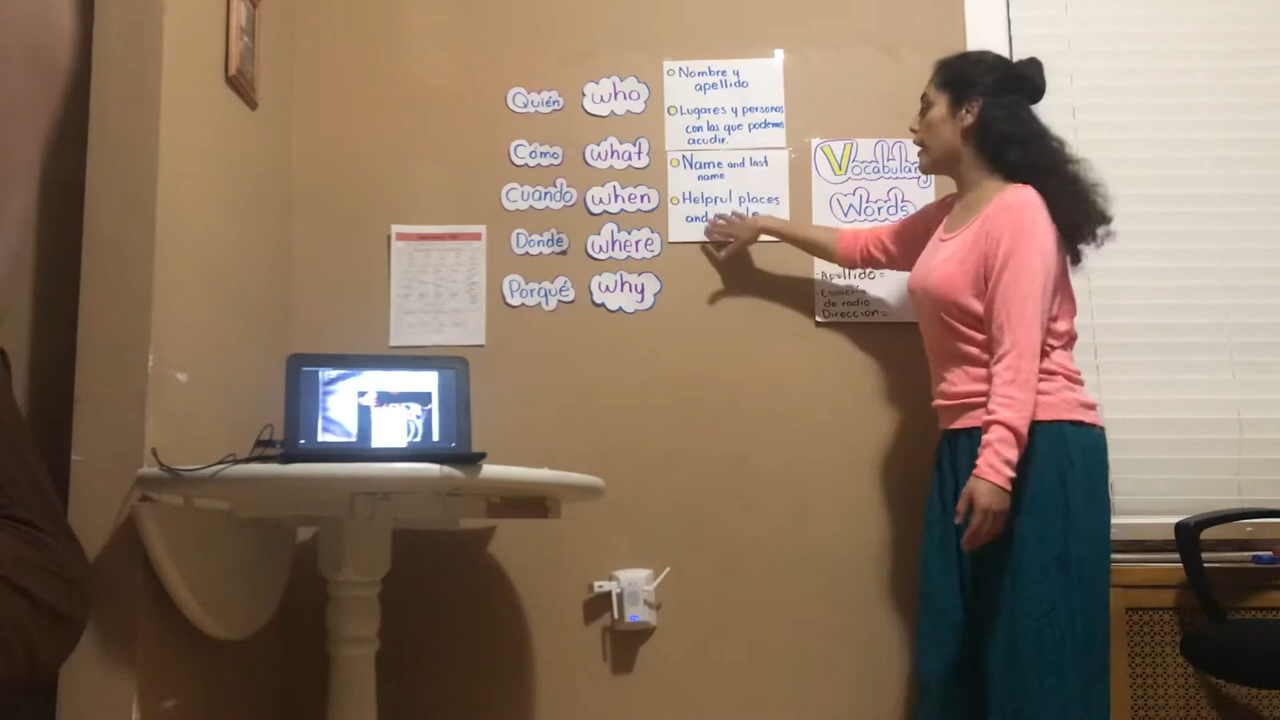 Quién
who
Cómo
what
Cuando
when
Donde
where
Porqué
why
Nombre y
apellido
Lugares y personas
con las que podemos
acudir.
Name and last
name
Helpful places
and
Vocabulary
Words
- Apellido=
de radio
Dirección=